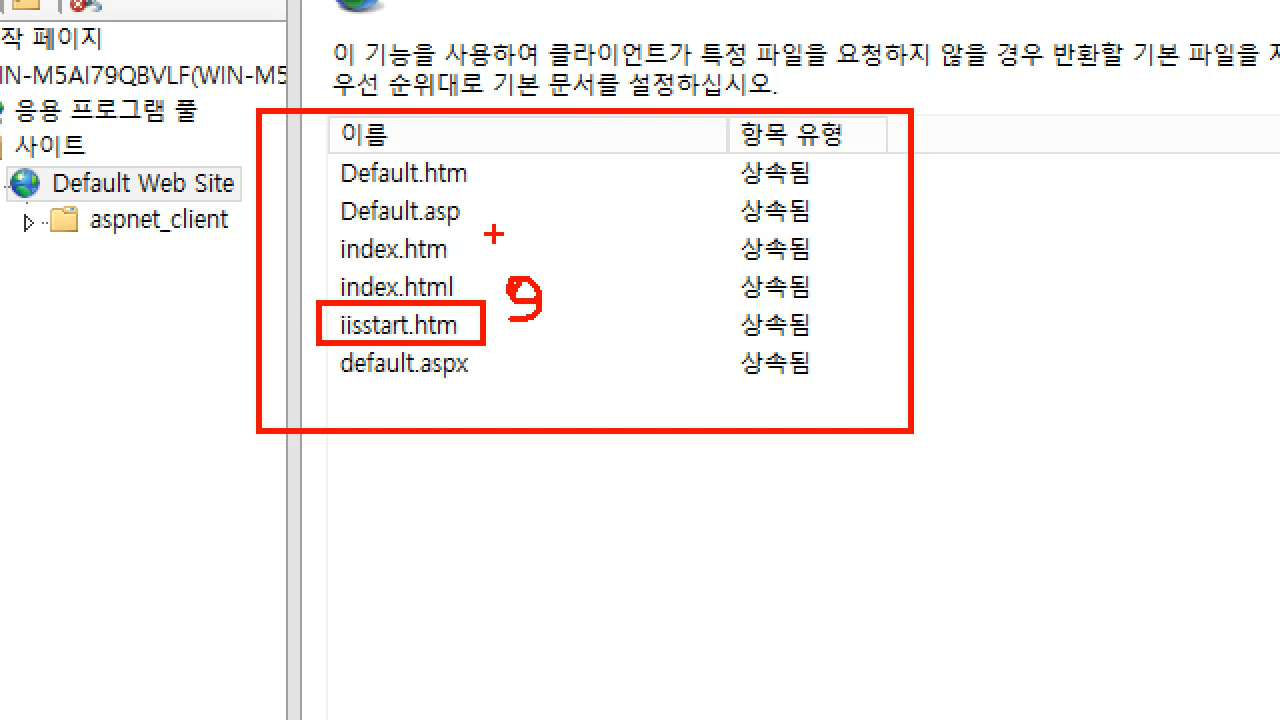 작 페이지
IN-M5AI79QBVLF(WIN-M5
응용 프로그램 풀
사이트
Default Web Site
aspnet_client
이 기능을 사용하여 클라이언트가 특정 파일을 요청하지 않을 경우 반환할 기본 파일을
우선 순위대로 기본 문서를 설정하십시오.
이름 항목 유형
Default.htm 상속됨
Default.asp 상속됨
index.htm 상속됨
index.html 상속됨
iisstart.htm 상속됨
default.aspx 상속됨